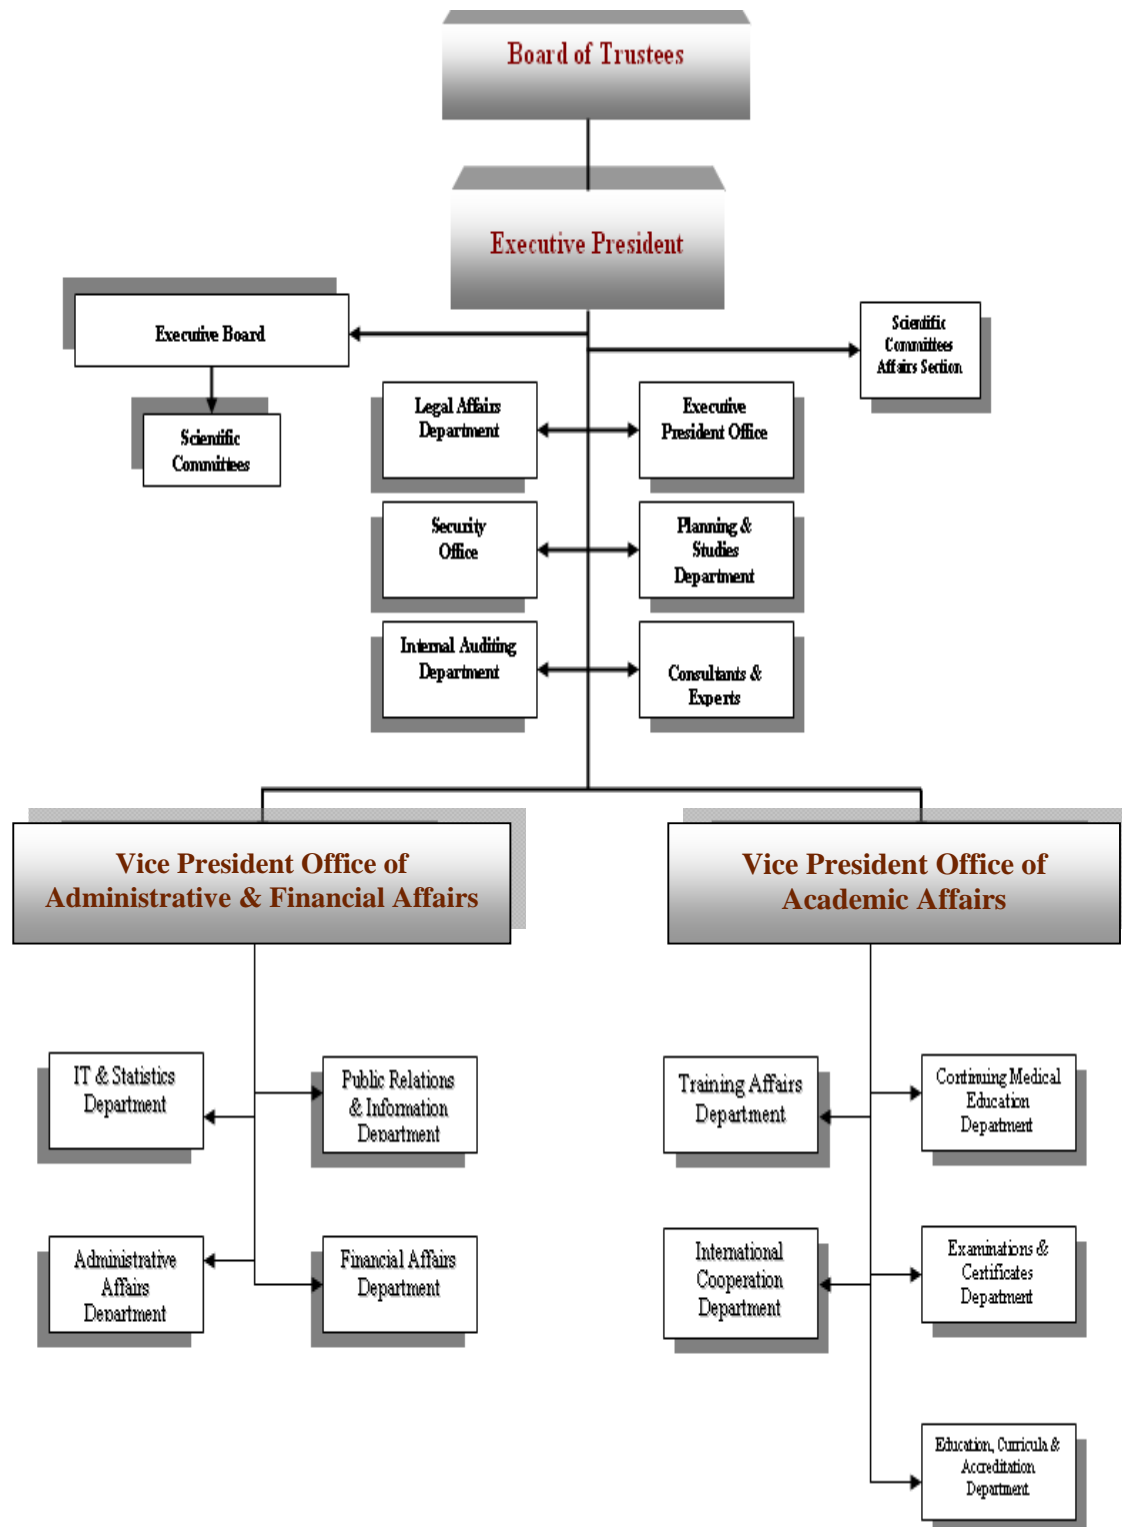 Board of Trustees
Executive President
Executive Board
Scientific
Committees
Affairs Section
Scientific
Committees
Legal Affairs
Department
Executive
President Office
Security
Office
Planning &
Studies
Department
Internal Auditing
Department
Consultants &
Experts
Vice President Office of
Administrative & Financial Affairs
Vice President Office of
Academic Affairs
IT & Statistics
Department
Public Relations
& Information
Department
Training Affairs
Department
Continuing Medical
Education
Department
Administrative
Affairs
Department
Financial Affairs
Department
International
Cooperation
Department
Examinations &
Certificates
Department
Education, Curricula &
Accreditation
Department